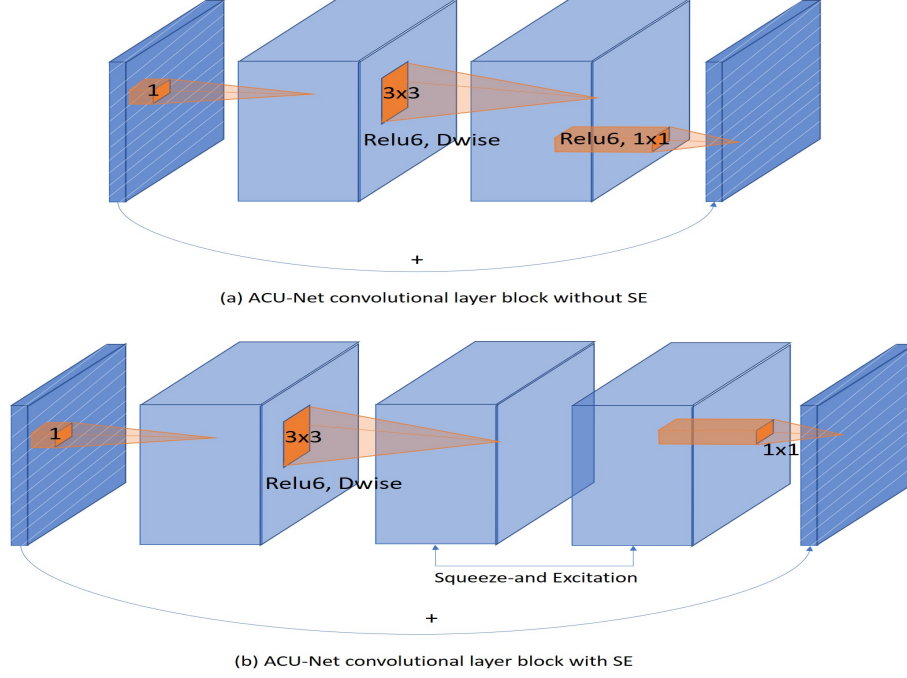 1
3x3
Relu6, Dwise
Relu6, 1x1
+
(a) ACU-Net convolutional layer block without SE
1
3x3
1x1
Relu6, Dwise
Squeeze-and Excitation
+
(b) ACU-Net convolutional layer block with SE